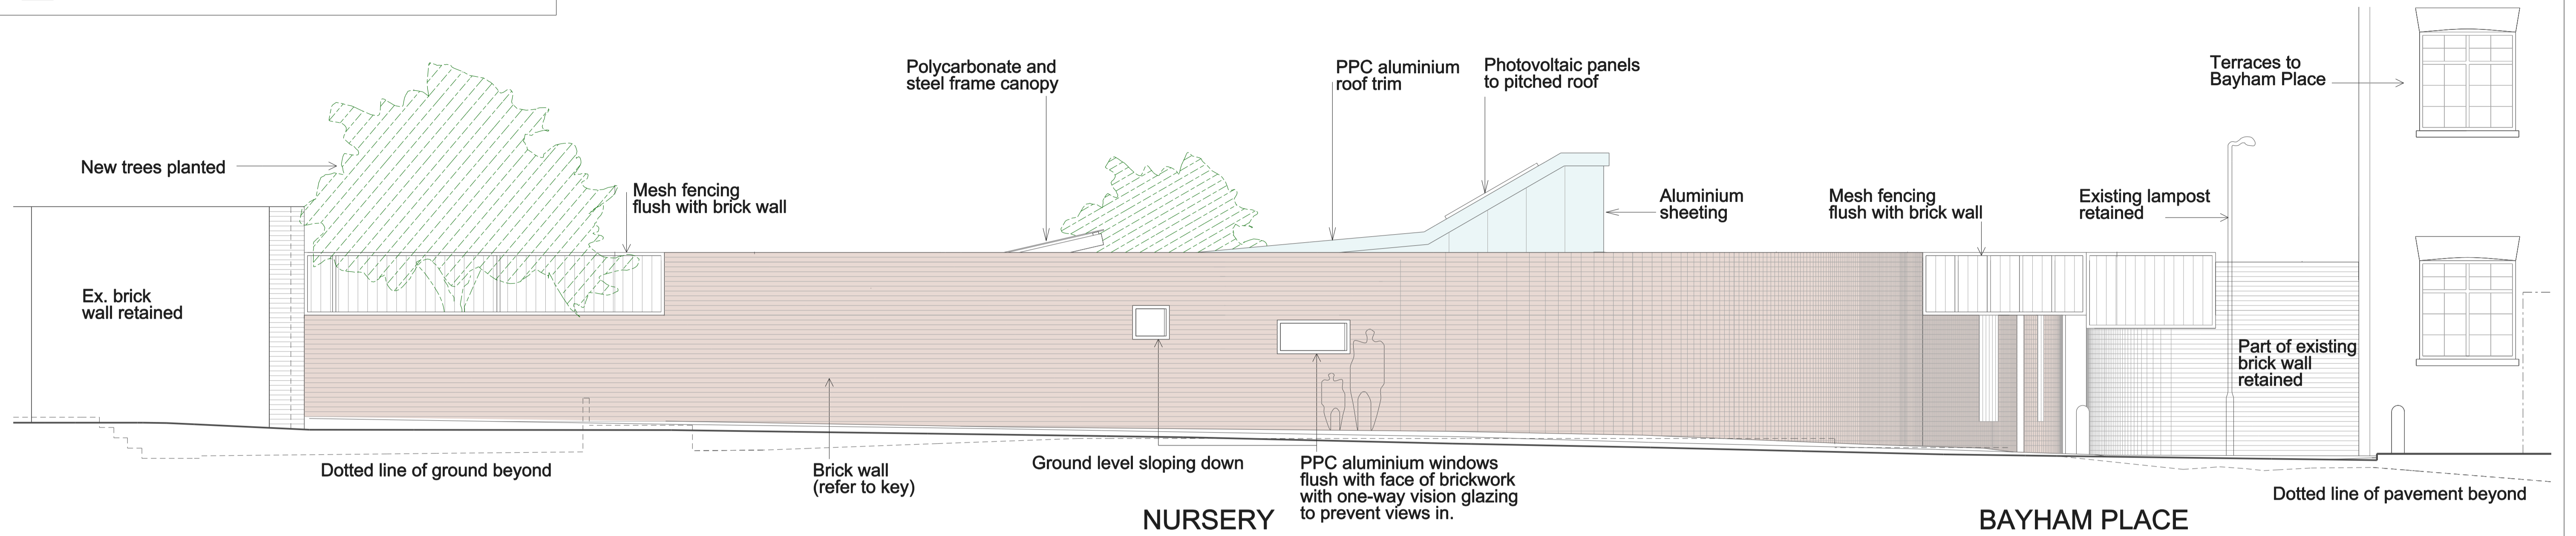 Polycarbonate and
steel frame canopy
PPC aluminium
roof trim
Photovoltaic panels
to pitched roof
Terraces to
Bayham Place
New trees planted
Mesh fencing
flush with brick wall
Aluminium
sheeting
Mesh fencing
flush with brick wall
Existing lampost
retained
Ex. brick
wall retained
Part of existing
brick wall
retained
Dotted line of ground beyond
Brick wall
(refer to key)
Ground level sloping down
PPC aluminium windows
flush with face of brickwork
with one-way vision glazing
to prevent views in.
Dotted line of pavement beyond
NURSERY
BAYHAM PLACE